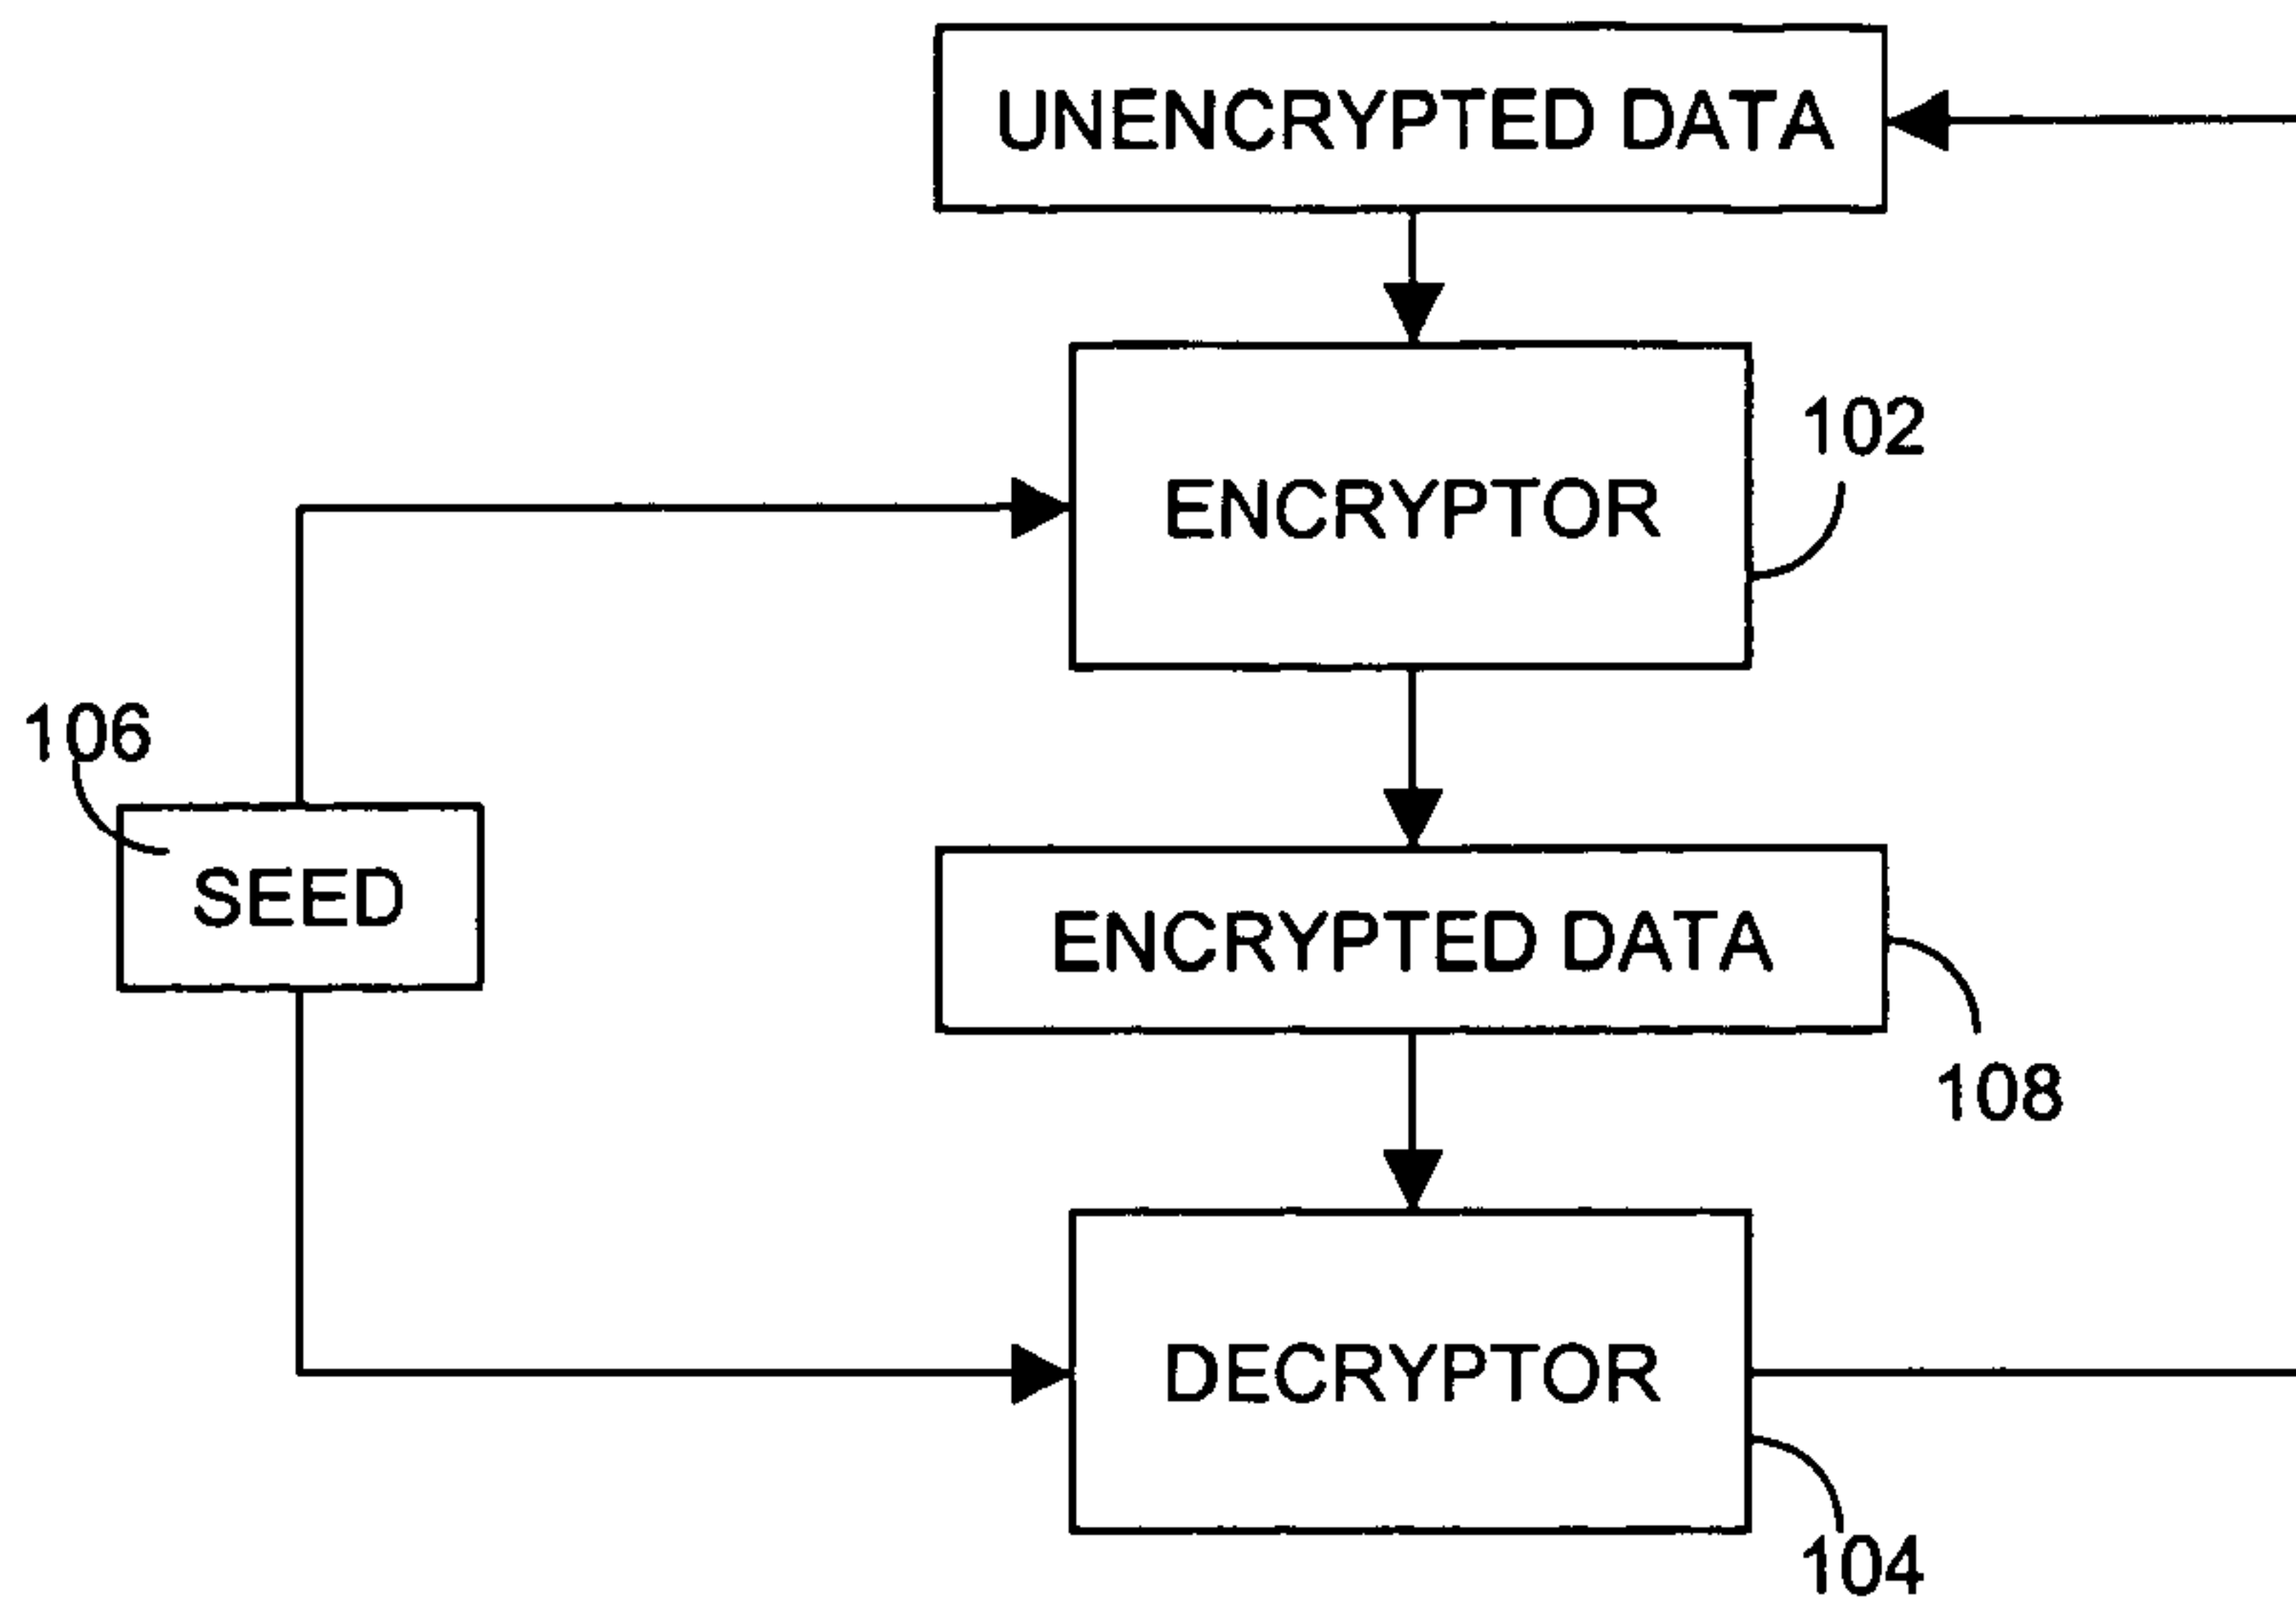 UNENCRYPTED DATA
102
ENCRYPTOR
106
SEED
ENCRYPTED DATA
108
DECRYPTOR
104